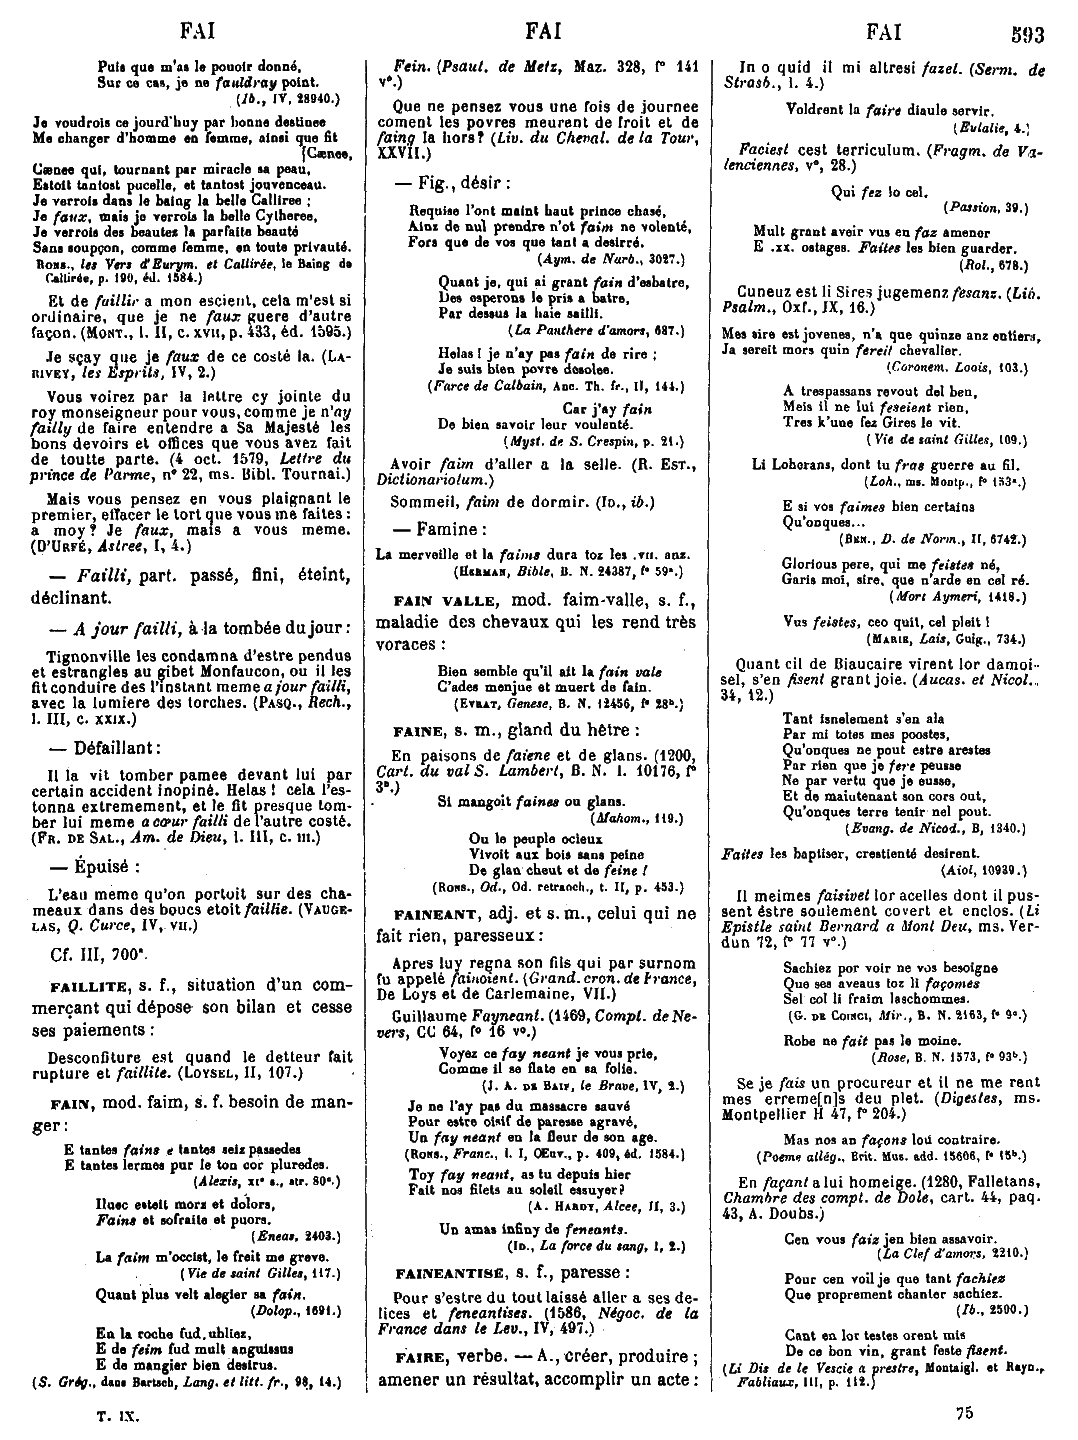 FAI
FAI
FAI
593
Puis que m'as le pouoir donné,
Sur ce cas, je ne fauldray point.
(Ib., IV, 28940.)
Je voudrois ce jourd'huy par bonne destinee
Me changer d'homme en femme, ainsi que fit
[Cænee,
Cænee qui, tournant par miracle sa peau,
Estoit tantost pucelle, et tantost jouvenceau.
Je verrois dans le baing la belle Calliree ;
Je faux, mais je verrois la belle Cytheree,
Je verrois des beautez la parfaite beauté
Sans soupçon, comme femme, en toute privauté.
RONS., les Vers d'Eurym. et Callirée, le Baing de
Callirée, p. 190, éd. 1584.)
Et de faillir a mon escient, cela m'est si
ordinaire, que je ne faux guere d'autre
façon. (MONT., l. II, c. XVII, p. 433, éd. 1595.)
Je sçay que je faux de ce costé la. (LA-
RIVEY, les Esprits, IV, 2.)
Vous voirez par la lettre cy jointe du
roy monseigneur pour vous, comme je n'ay
failly de faire entendre a Sa Majesté les
bons devoirs et offices que vous avez fait
de toutte parte. (4 oct. 1579, Lettre du
prince de Parme, n° 22, ms. Bibl. Tournai.)
Mais vous pensez en vous plaignant le
premier, effacer le tort que vous me faites :
a moy ? Je faux, mais a vous meme.
(D'URFÉ, Astree, I, 4.)
— Failli, part. passé, fini, éteint,
déclinant.
— A jour failli, à la tombée du jour :
Tignonville les condamna d'estre pendus
et estrangles au gibet Monfaucon, ou il les
fit conduire des l'instant meme a jour failli,
avec la lumiere des torches. (PASQ., Rech.,
l. III, c. XXIX.)
— Défaillant :
Il la vit tomber pamee devant lui par
certain accident inopiné. Helas ! cela l'es-
tonna extremement, et le fit presque tom-
ber lui meme a cœur failli de l'autre costé.
(FR. DE SAL., Am. de Dieu, l. III, c. III.)
— Épuisé :
L'eau meme qu'on portoit sur des cha-
meaux dans des boucs etoit faillie. (VAUGE-
LAS, Q. Curce, IV, VII.)
Cf. III, 700ª.
FAILLITE, s. f., situation d'un com-
merçant qui dépose son bilan et cesse
ses paiements :
Desconfiture est quand le detteur fait
rupture et faillite. (LOYSEL, II, 107.)
FAIN, mod. faim, s. f. besoin de man-
ger :
E tantes fains e tantes seiz passedes
E tantes lermes pur le ton cor pluredes.
(Alexis, XIᵉ s., str. 80ᵉ.)
Iluec esteit morz et dolors,
Fains et sofraite et puors.
(Eneas, 2403.)
La faim m'occist, le freit me greve.
(Vie de saint Gilles, 117.)
Quant plus velt alegier sa fain.
(Dolop., 1691.)
En la roche fud, ubliez,
E de feim fud mult anguissus
E de mangier bien desirus.
(S. Grég., dans Bartsch, Lang. et litt. fr., 98, 14.)
T. IX.
Fein. (Psaut. de Metz, Maz. 328, f° 141
v°.)
Que ne pensez vous une fois de journee
coment les povres meurent de froit et de
faing la hors ? (Liv. du Cheval. de la Tour,
XXVII.)
— Fig., désir :
Requise l'ont maint haut prince chasé,
Ainz de nul prendre n'ot faim ne volenté,
Fors que de vos que tant a desirré.
(Aym. de Narb., 3027.)
Quant je, qui ai grant fain d'esbatre,
Des esperons le pris a batre,
Par dessus la haie sailli.
(La Panthere d'amors, 687.)
Helas ! je n'ay pas fain de rire ;
Je suis bien povre desolee.
(Farce de Calbain, Anc. Th. fr., II, 144.)
Car j'ay fain
De bien savoir leur voulenté.
(Myst. de S. Crespin, p. 21.)
Avoir faim d'aller a la selle. (R. EST.,
Dictionariolum.)
Sommeil, faim de dormir. (ID., ib.)
— Famine :
La merveille et la faims dura toz les .VII. anz.
(HERMAN, Bible, B. N. 24387, f° 59ᵃ.)
FAIN VALLE, mod. faim-valle, s. f.,
maladie des chevaux qui les rend très
voraces :
Bien semble qu'il ait la fain vale
C'ades menjue et muert de fain.
(EVRAT, Genese, B. N. 12456, f° 28ᵇ.)
FAINE, s. m., gland du hêtre :
En paisons de faiene et de glans. (1200,
Cart. du val S. Lambert, B. N. l. 10176, f°
3ᵃ.)
Si mangoit faines ou glans.
(Mahom., 119.)
Ou le peuple ocieux
Vivoit aux bois sans peine
De glan cheut et de feine !
(RONS., Od., Od. retranch., t. II, p. 453.)
FAINEANT, adj. et s. m., celui qui ne
fait rien, paresseux :
Apres luy regna son fils qui par surnom
fu appelé fainoient. (Grand. cron. de France,
De Loys et de Carlemaine, VII.)
Guillaume Fayneant. (1469, Compt. de Ne-
vers, CC 64, f° 16 v°.)
Voyez ce fay neant je vous prie,
Comme il se flate en sa folie.
(J. A. DE BAIF, le Brave, IV, 2.)
Je ne l'ay pas du massacre sauvé
Pour estre oisif de paresse agravé,
Un fay neant en la fleur de son age.
(RONS., Franc., l. I, Œuv., p. 409, éd. 1584.)
Toy fay neant, as tu depuis hier
Fait nos filets au soleil essuyer ?
(A. HARDY, Alcee, II, 3.)
Un amas infiny de feneants.
(ID., La force du sang, I, 2.)
FAINEANTISE, s. f., paresse :
Pour s'estre du tout laissé aller a ses de-
lices et feneantises. (1586, Négoc. de la
France dans le Lev., IV, 497.)
FAIRE, verbe. — A., créer, produire ;
amener un résultat, accomplir un acte :
In o quid il mi altresi fazet. (Serm. de
Strasb., l. 4.)
Voldrent la faire diaule servir.
(Eulalie, 4.)
Faciest cest terriculum. (Fragm. de Va-
lenciennes, v°, 28.)
Qui fez lo cel.
(Passion, 39.)
Mult grant aveir vus en faz amener
E .XX. ostages. Faites les bien guarder.
(Rol., 678.)
Cuneuz est li Sires jugemenz fesanz. (Lib.
Psalm., Oxf., IX, 16.)
Mes sire est jovenes, n'a que quinze anz entiers,
Ja sereit mors quin fereit chevalier.
(Coronem. Loois, 103.)
A trespassans revout del ben,
Meis il ne lui feseient rien,
Tres k'une fez Gires le vit.
(Vie de saint Gilles, 109.)
Li Loherans, dont tu fras guerre au fil.
(Loh., ms. Montp., f° 153ᵃ.)
E si vos faimes bien certains
Qu'onques...
(BEN., D. de Norm., II, 6742.)
Glorious pere, qui me feistes né,
Garis moi, sire, que n'arde en cel ré.
(Mort Aymeri, 1418.)
Vus feistes, ceo quit, cel pleit !
(MARIE, Lais, Guig., 734.)
Quant cil de Biaucaire virent lor damoi-
sel, s'en fisent grant joie. (Aucas. et Nicol.,
34, 12.)
Tant isnelement s'en ala
Par mi totes mes poostes,
Qu'onques ne pout estre arestes
Por rien que je fere peusse
Ne par vertu que je eusse,
Et de maintenant son cors out,
Qu'onques terre tenir nel pout.
(Evang. de Nicod., B, 1340.)
Faites les baptiser, crestienté desirent.
(Aiol, 10939.)
Il meimes faisivet lor acelles dont il pus-
sent éstre soulement covert et enclos. (Li
Epistle saint Bernard a Mont Deu, ms. Ver-
dun 72, f° 77 v°.)
Sachiez por voir ne vos besoigne
Que ses aveaus toz li façomes
Sel col li fraim laschommes.
(G. DE COINCI, Mir., B. N. 2163, f° 9ᵃ.)
Robe ne fait pas le moine.
(Rose, B. N. 1573, f° 93ᵇ.)
Se je fais un procureur et il ne me rent
mes erreme[n]s deu plet. (Digestes, ms.
Montpellier H 47, f° 204.)
Mas nos an façons lou contraire.
(Poeme allég., Brit. Mus. add. 15606, f° 15ᵇ.)
En façant a lui homeige. (1280, Falletans,
Chambre des compt. de Dole, cart. 44, paq.
43, A. Doubs.)
Cen vous faiz jen bien assavoir.
(La Clef d'amors, 2210.)
Pour cen voil je que tant fachiez
Que proprement chanter sachiez.
(Ib., 2590.)
Cant en lor testes orent mis
De ce bon vin, grant feste fisent.
(Li Dis de le Vescie a prestre, Montaigl. et Rayn.,
Fabliaux, III, p. 112.)
75